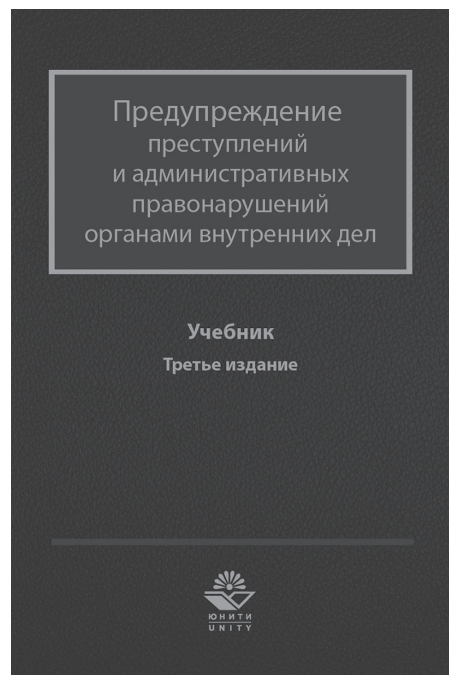 Предупреждение
преступлений
и административных
правонарушений
органами внутренних дел
Учебник
Третье издание
ЮНИТИ
UNITY